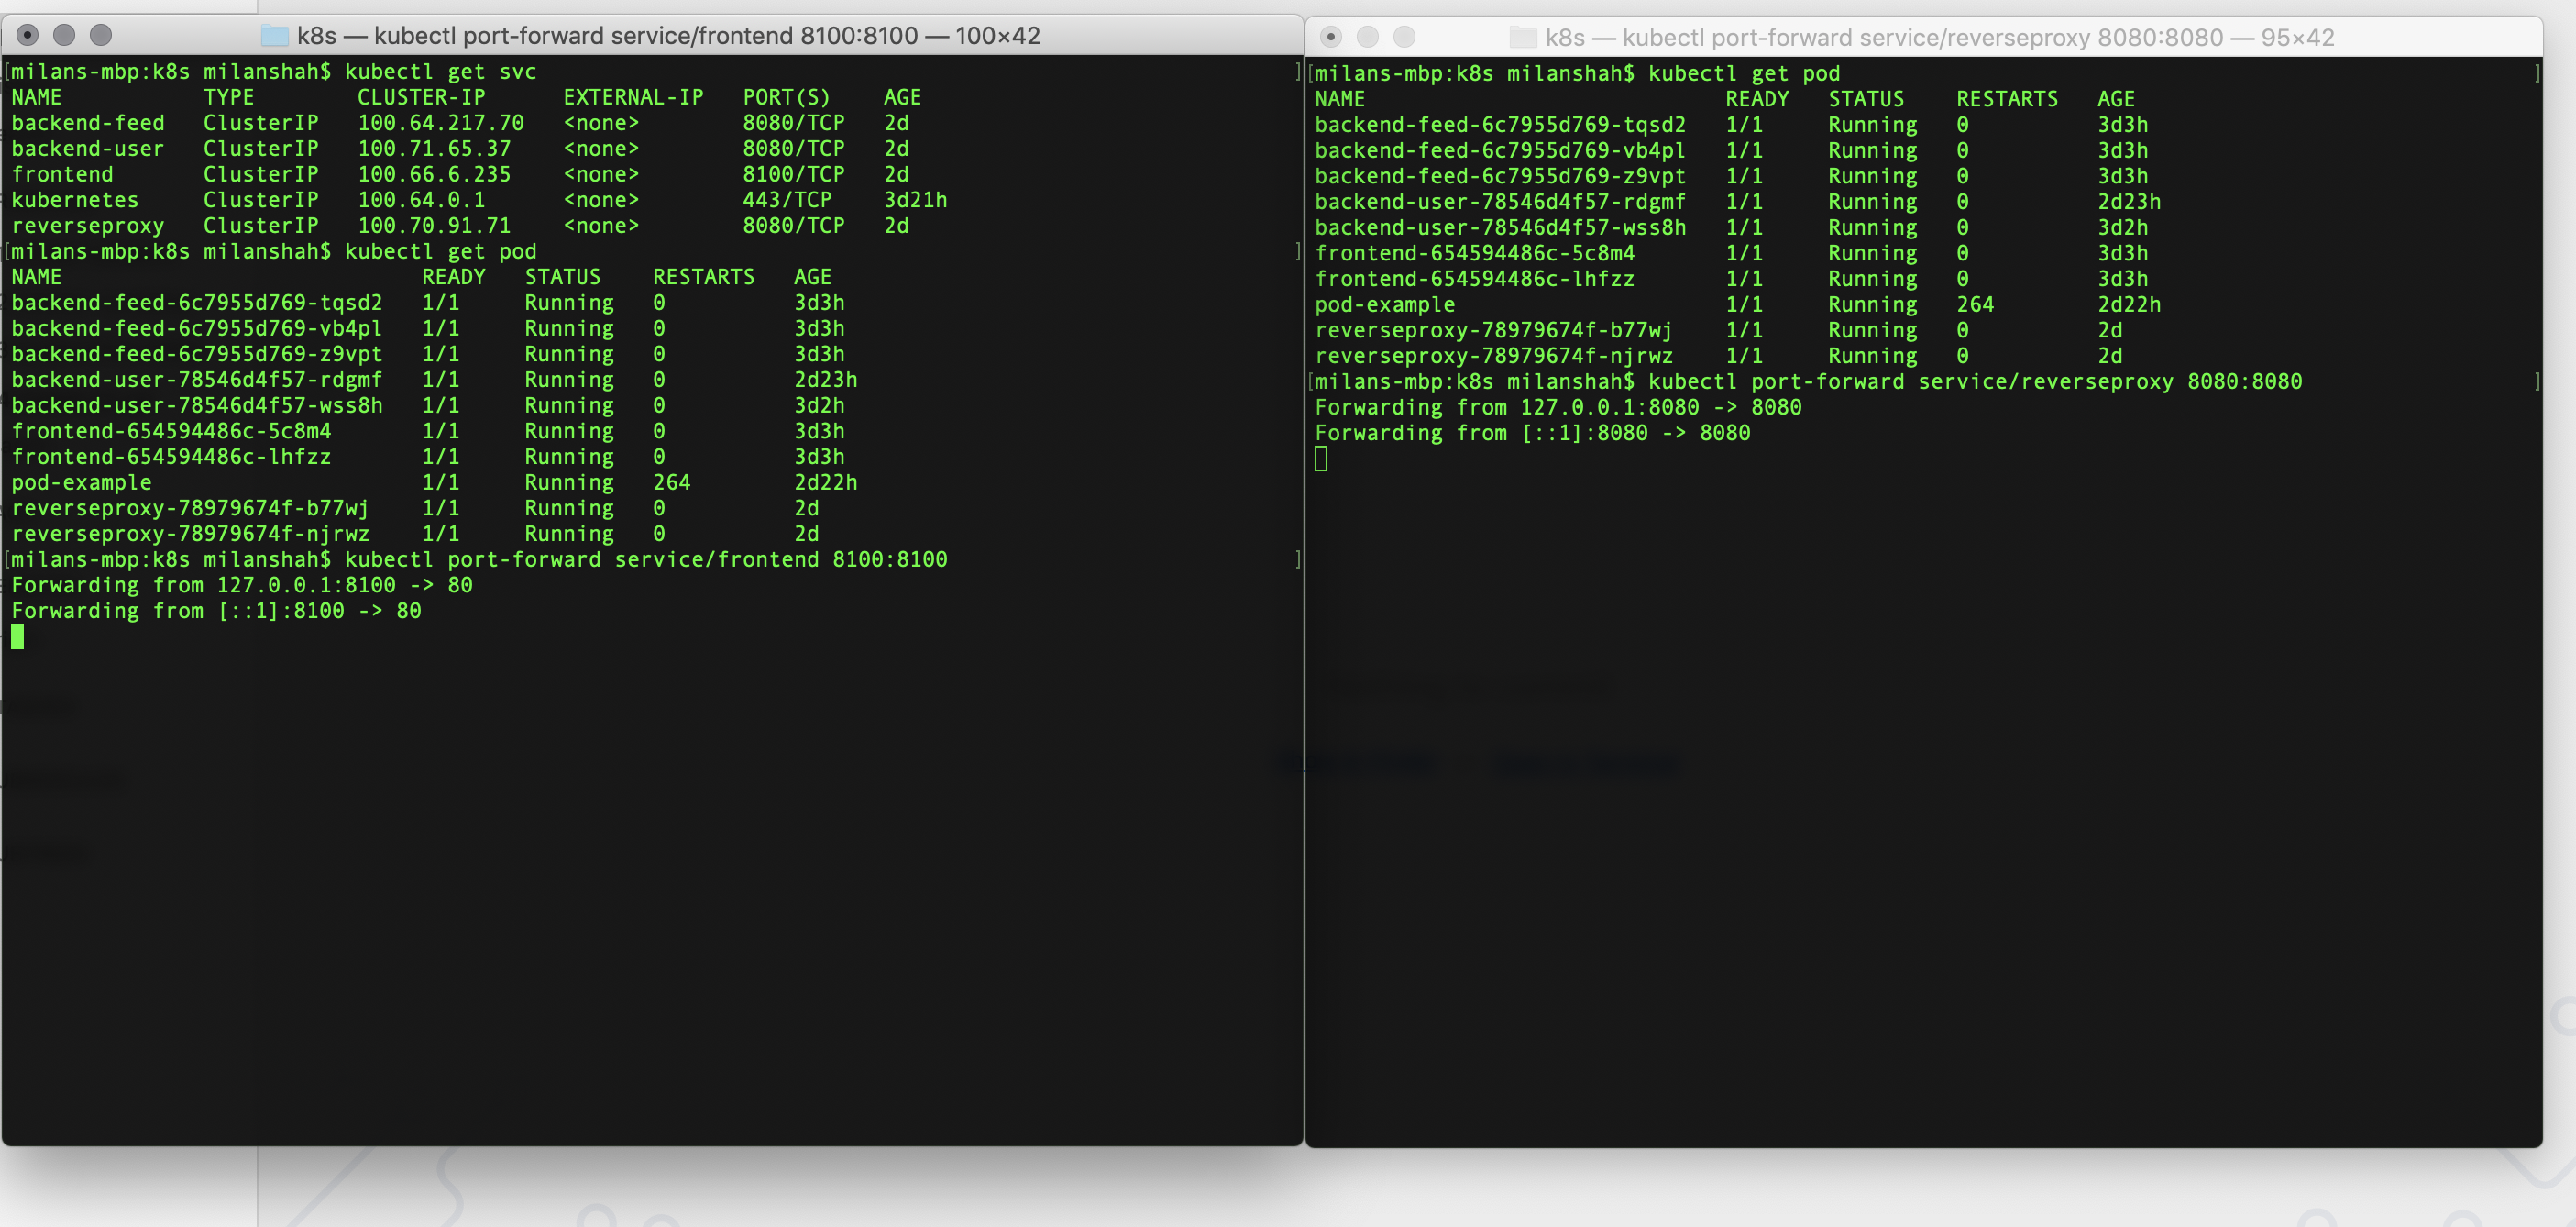 k8s — kubectl port-forward service/frontend 8100:8100 — 100×42
[milans-mbp:k8s milanshah$ kubectl get svc ]
NAME TYPE CLUSTER-IP EXTERNAL-IP PORT(S) AGE
backend-feed ClusterIP 100.64.217.70 <none> 8080/TCP 2d
backend-user ClusterIP 100.71.65.37 <none> 8080/TCP 2d
frontend ClusterIP 100.66.6.235 <none> 8100/TCP 2d
kubernetes ClusterIP 100.64.0.1 <none> 443/TCP 3d21h
reverseproxy ClusterIP 100.70.91.71 <none> 8080/TCP 2d
[milans-mbp:k8s milanshah$ kubectl get pod ]
NAME READY STATUS RESTARTS AGE
backend-feed-6c7955d769-tqsd2 1/1 Running 0 3d3h
backend-feed-6c7955d769-vb4pl 1/1 Running 0 3d3h
backend-feed-6c7955d769-z9vpt 1/1 Running 0 3d3h
backend-user-78546d4f57-rdgmf 1/1 Running 0 2d23h
backend-user-78546d4f57-wss8h 1/1 Running 0 3d2h
frontend-654594486c-5c8m4 1/1 Running 0 3d3h
frontend-654594486c-lhfzz 1/1 Running 0 3d3h
pod-example 1/1 Running 264 2d22h
reverseproxy-78979674f-b77wj 1/1 Running 0 2d
reverseproxy-78979674f-njrwz 1/1 Running 0 2d
[milans-mbp:k8s milanshah$ kubectl port-forward service/frontend 8100:8100 ]
Forwarding from 127.0.0.1:8100 -> 80
Forwarding from [::1]:8100 -> 80
k8s — kubectl port-forward service/reverseproxy 8080:8080 — 95×42
[milans-mbp:k8s milanshah$ kubectl get pod ]
NAME READY STATUS RESTARTS AGE
backend-feed-6c7955d769-tqsd2 1/1 Running 0 3d3h
backend-feed-6c7955d769-vb4pl 1/1 Running 0 3d3h
backend-feed-6c7955d769-z9vpt 1/1 Running 0 3d3h
backend-user-78546d4f57-rdgmf 1/1 Running 0 2d23h
backend-user-78546d4f57-wss8h 1/1 Running 0 3d2h
frontend-654594486c-5c8m4 1/1 Running 0 3d3h
frontend-654594486c-lhfzz 1/1 Running 0 3d3h
pod-example 1/1 Running 264 2d22h
reverseproxy-78979674f-b77wj 1/1 Running 0 2d
reverseproxy-78979674f-njrwz 1/1 Running 0 2d
[milans-mbp:k8s milanshah$ kubectl port-forward service/reverseproxy 8080:8080 ]
Forwarding from 127.0.0.1:8080 -> 8080
Forwarding from [::1]:8080 -> 8080